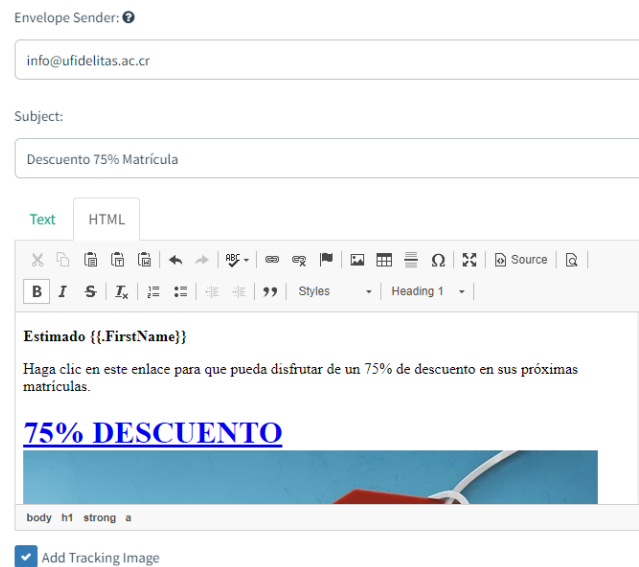 Envelope Sender:
info@ufidelitas.ac.cr
Subject:
Descuento 75% Matrícula
Text HTML
ABC Ω Source
B I S Tx Styles Heading 1
Estimado {{.FirstName}}
Haga clic en este enlace para que pueda disfrutar de un 75% de descuento en sus próximas
matrículas.
75% DESCUENTO
body h1 strong a
Add Tracking Image